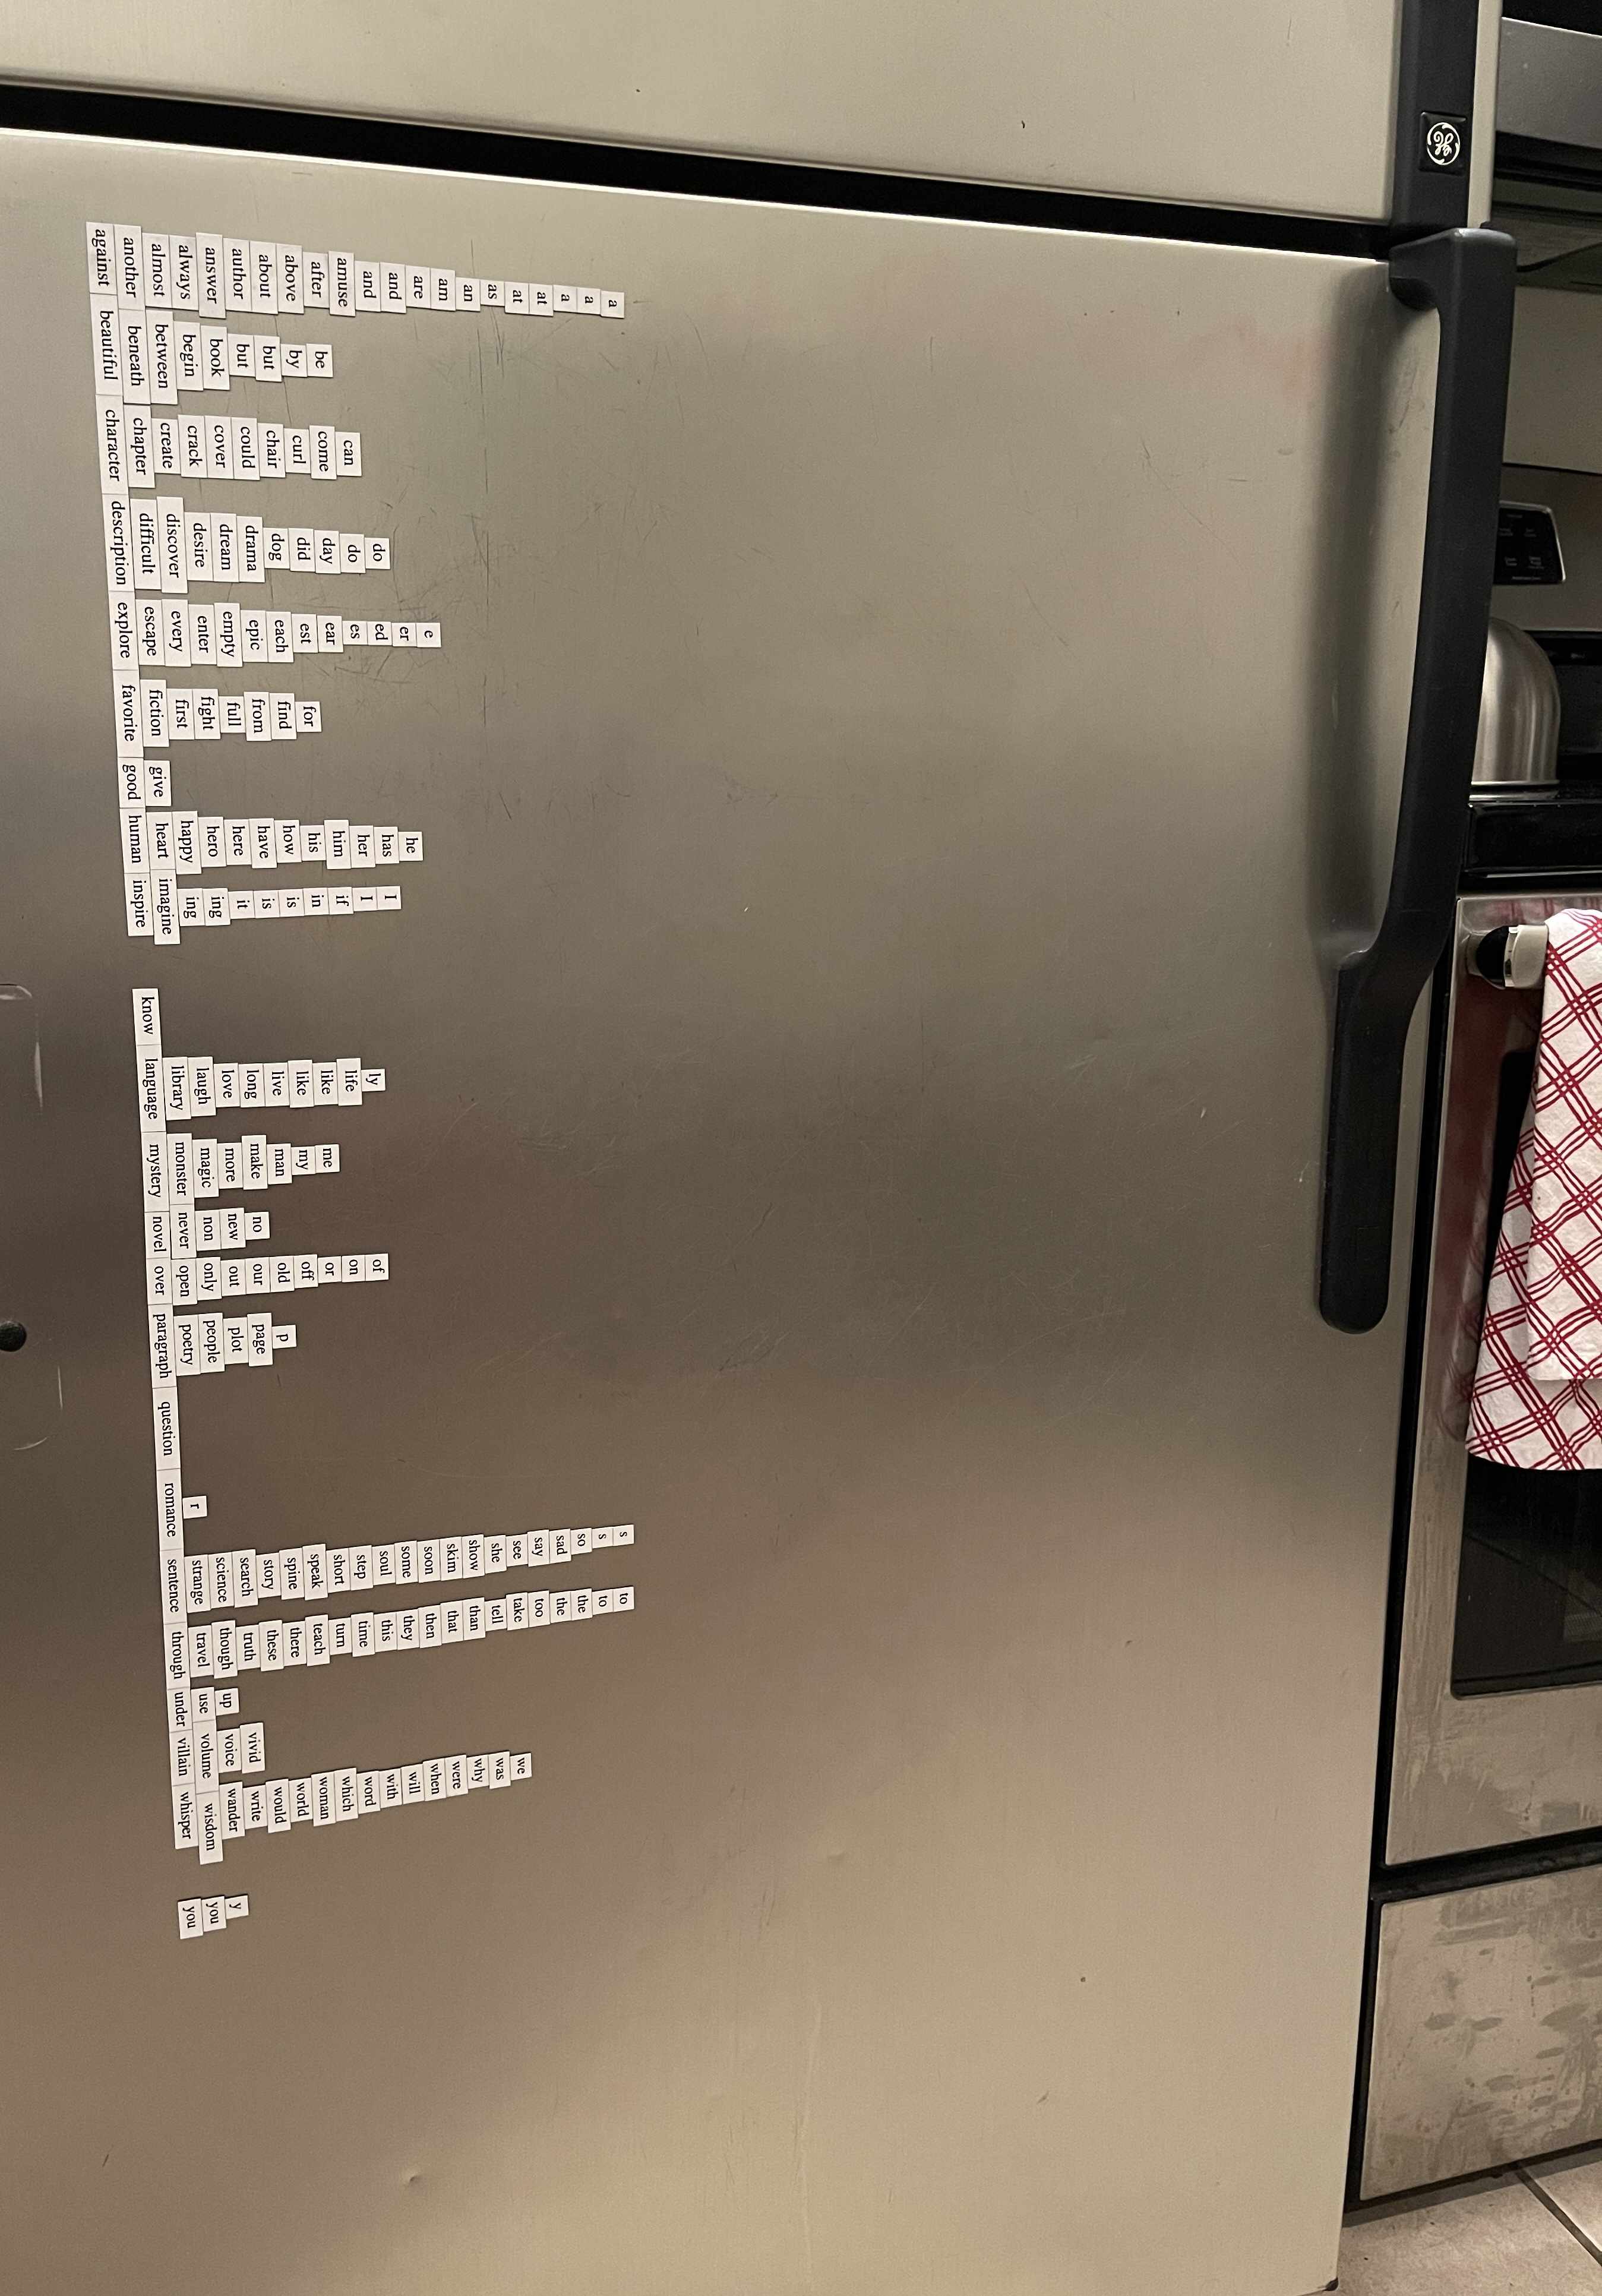 GE
a
a
a
at
at
as
an
am
are
and
and
amuse
after
above
about
author
answer
always
almost
another
against
be
by
but
but
book
begin
between
beneath
beautiful
can
come
curl
chair
could
cover
crack
create
chapter
character
do
do
day
did
dog
drama
dream
desire
discover
difficult
description
e
er
ed
es
ear
est
each
epic
empty
enter
every
escape
explore
for
find
from
full
fight
first
fiction
favorite
give
good
he
has
her
him
his
how
have
here
hero
happy
heart
human
I
I
if
in
is
is
it
ing
ing
imagine
inspire
know
ly
life
like
like
live
long
love
laugh
library
language
me
my
man
make
more
magic
monster
mystery
no
new
non
never
novel
of
on
or
off
old
our
out
only
open
over
p
page
plot
people
poetry
paragraph
question
r
romance
s
s
so
sad
say
see
she
show
skim
soon
some
soul
step
short
speak
spine
story
search
science
strange
sentence
to
to
the
the
too
take
tell
than
that
then
they
this
time
turn
teach
there
these
truth
though
travel
through
up
use
under
vivid
voice
volume
villain
we
was
why
were
when
will
with
word
which
woman
world
would
write
wander
wisdom
whisper
y
you
you